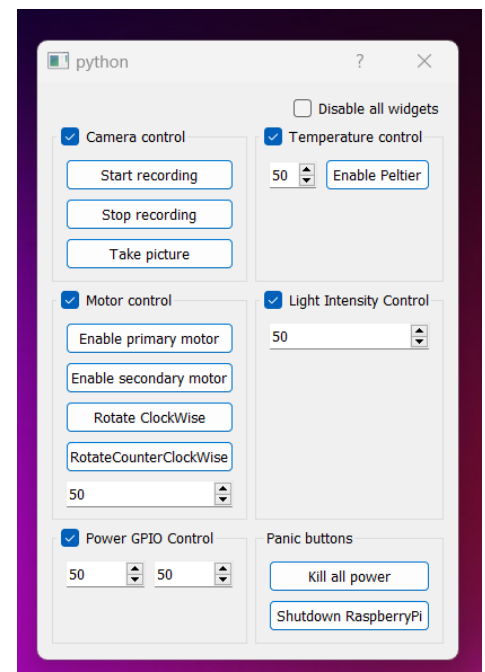 python
Disable all widgets
Camera control
Start recording
Stop recording
Take picture
Temperature control
50 Enable Peltier
Motor control
Enable primary motor
Enable secondary motor
Rotate ClockWise
RotateCounterClockWise
50
Light Intensity Control
50
Power GPIO Control
50 50
Panic buttons
Kill all power
Shutdown RaspberryPi